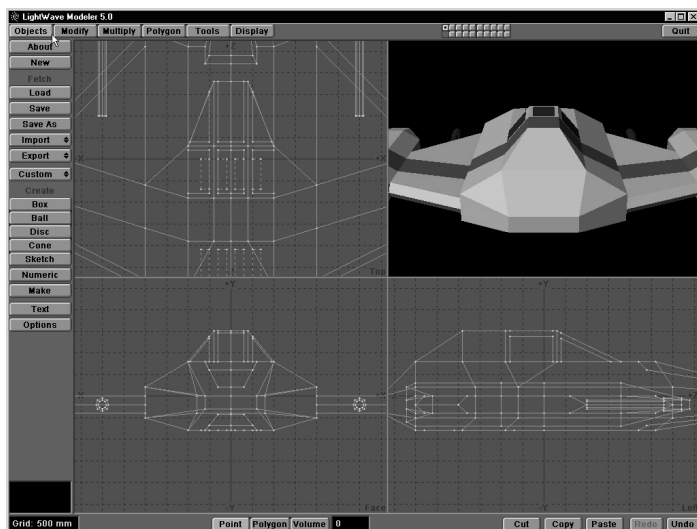 LightWave Modeler 5.0
Objects Modify Multiply Polygon Tools Display Quit
About
New
Fetch
Load
Save
Save As
Import
Export
Custom
Create
Box
Ball
Disc
Cone
Sketch
Numeric
Make
Text
Options
+Z
-X
+X
Top
+Y
-Y
Face
+Y
-Y
Grid: 500 mm Point Polygon Volume 0 Cut Copy Paste Redo Undo